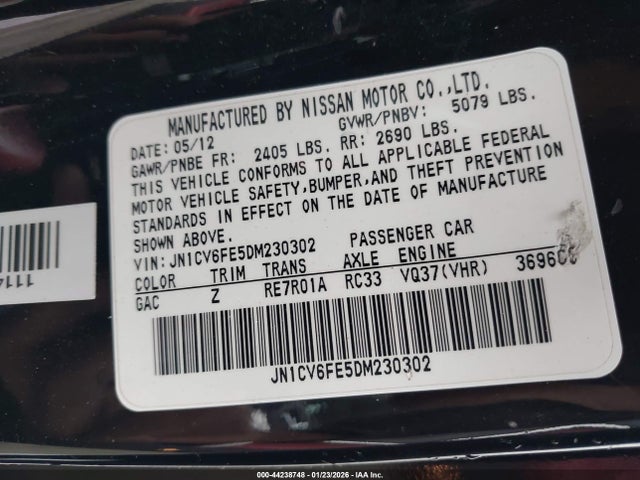 MANUFACTURED BY NISSAN MOTOR CO.,LTD.
DATE: 05/12 GVWR/PNBV: 5079 LBS.
GAWR/PNBE FR: 2405 LBS. RR: 2690 LBS.
THIS VEHICLE CONFORMS TO ALL APPLICABLE FEDERAL
MOTOR VEHICLE SAFETY,BUMPER,AND THEFT PREVENTION
STANDARDS IN EFFECT ON THE DATE OF MANUFACTURE
SHOWN ABOVE.
VIN: JN1CV6FE5DM230302 PASSENGER CAR
COLOR TRIM TRANS AXLE ENGINE
GAC Z RE7R01A RC33 VQ37(VHR)
JN1CV6FE5DM230302
000-44238748 - 01/23/2026 - IAA Inc.